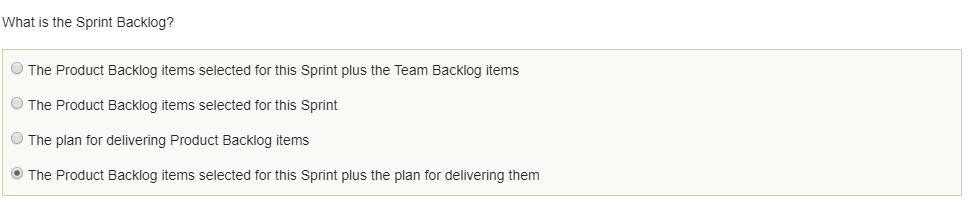 What is the Sprint Backlog?
The Product Backlog items selected for this Sprint plus the Team Backlog items
The Product Backlog items selected for this Sprint
The plan for delivering Product Backlog items
The Product Backlog items selected for this Sprint plus the plan for delivering them